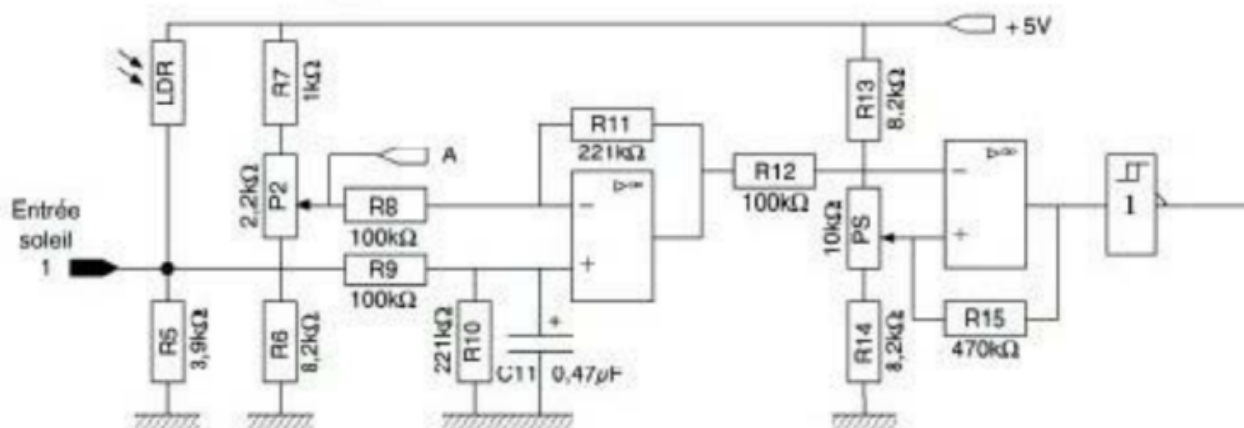 +5V
LDR
R7
1kΩ
R13
8.2kΩ
A
R11
221kΩ
2,2kΩ
P2
R8
100kΩ
R12
100kΩ
10kΩ
PS
1
Entrée
soleil
1
R9
100kΩ
R5
3,9kΩ
R6
8,2kΩ
221kΩ
R10
C11 0,47µF
R14
8,2kΩ
R15
470kΩ